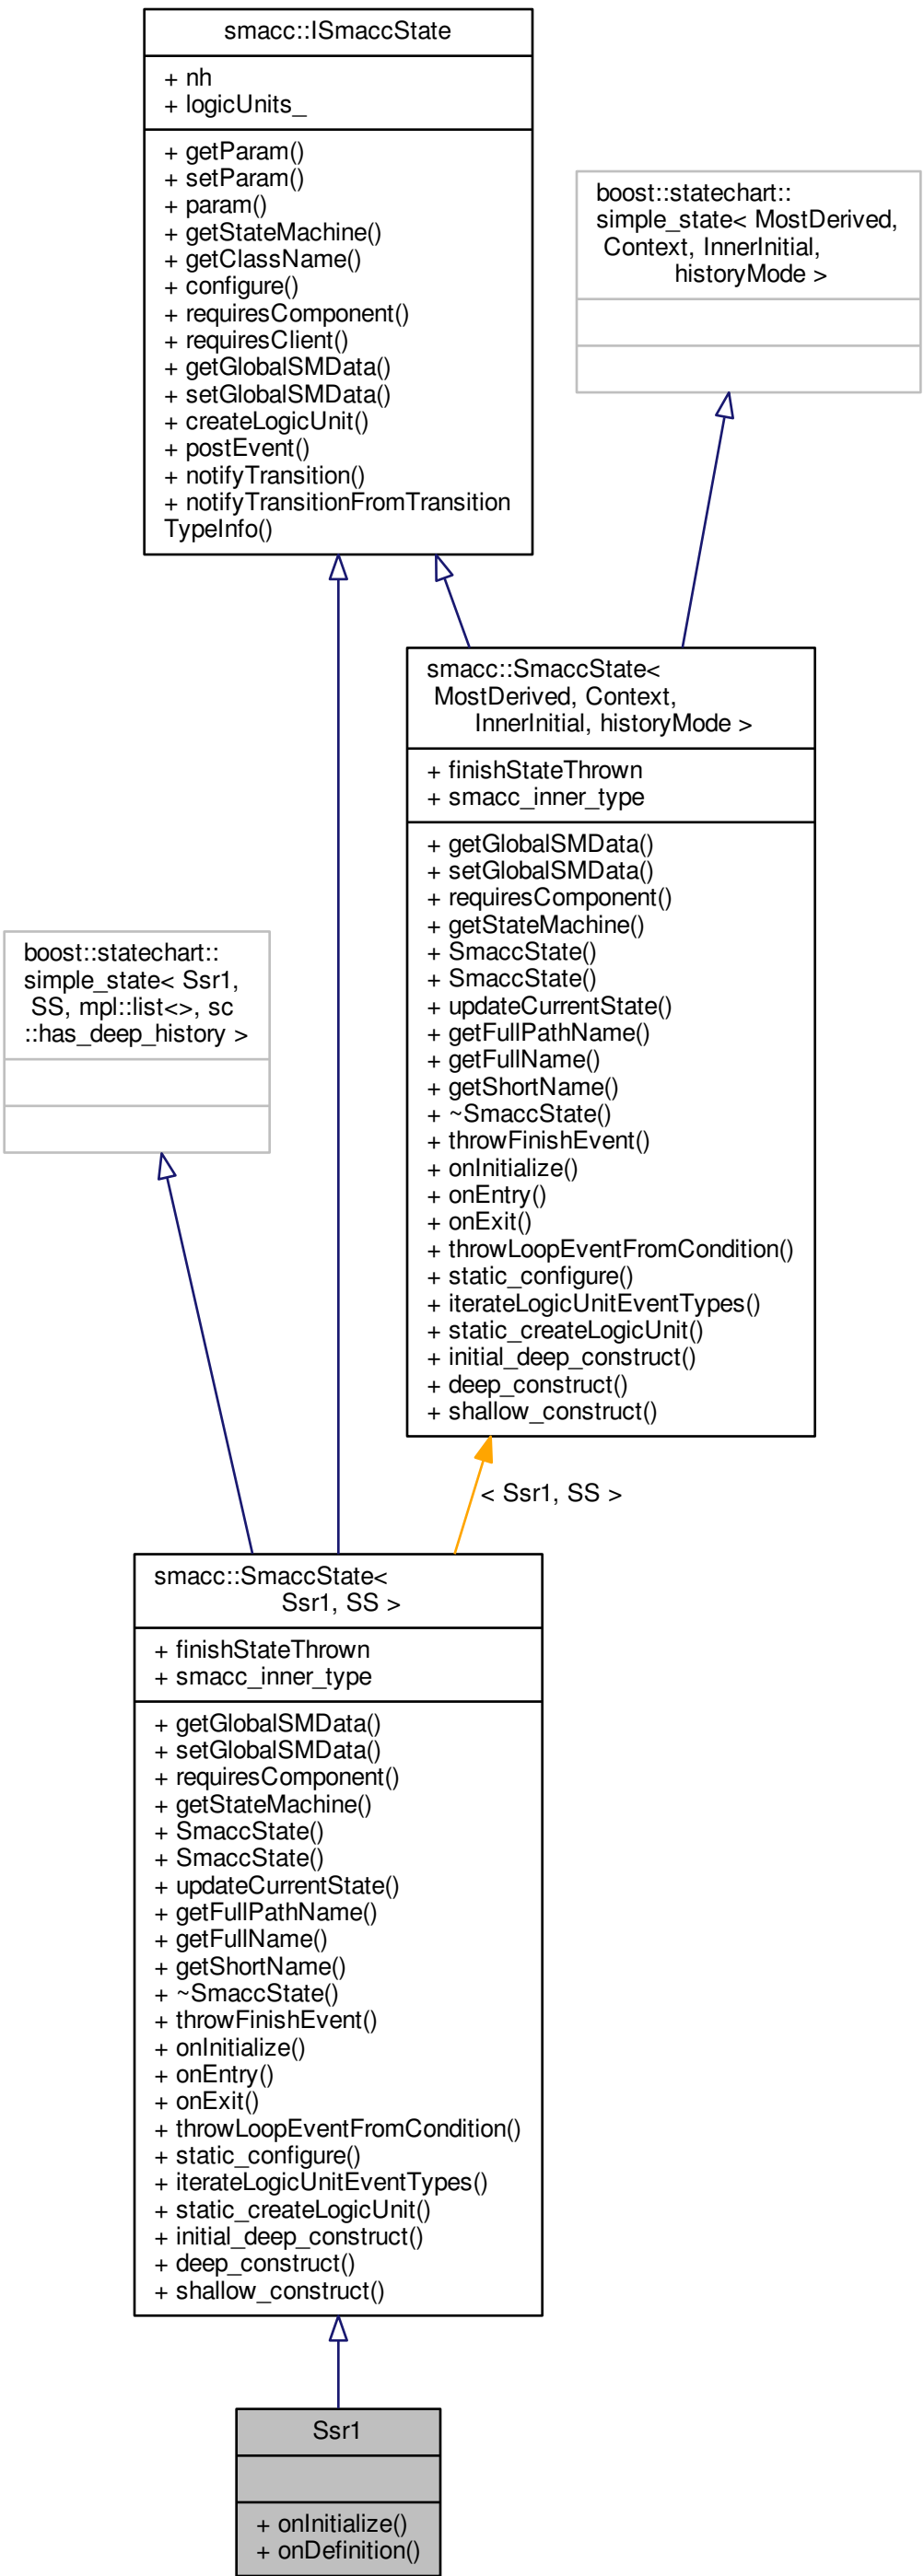 smacc::ISmaccState
+ nh
+ logicUnits_
+ getParam()
+ setParam()
+ param()
+ getStateMachine()
+ getClassName()
+ configure()
+ requiresComponent()
+ requiresClient()
+ getGlobalSMData()
+ setGlobalSMData()
+ createLogicUnit()
+ postEvent()
+ notifyTransition()
+ notifyTransitionFromTransition
TypeInfo()
boost::statechart::
simple_state< MostDerived,
Context, InnerInitial,
historyMode >
smacc::SmaccState<
MostDerived, Context,
InnerInitial, historyMode >
+ finishStateThrown
+ smacc_inner_type
+ getGlobalSMData()
+ setGlobalSMData()
+ requiresComponent()
+ getStateMachine()
+ SmaccState()
+ SmaccState()
+ updateCurrentState()
+ getFullPathName()
+ getFullName()
+ getShortName()
+ ~SmaccState()
+ throwFinishEvent()
+ onInitialize()
+ onEntry()
+ onExit()
+ throwLoopEventFromCondition()
+ static_configure()
+ iterateLogicUnitEventTypes()
+ static_createLogicUnit()
+ initial_deep_construct()
+ deep_construct()
+ shallow_construct()
boost::statechart::
simple_state< Ssr1,
SS, mpl::list<>, sc
::has_deep_history >
< Ssr1, SS >
smacc::SmaccState<
Ssr1, SS >
+ finishStateThrown
+ smacc_inner_type
+ getGlobalSMData()
+ setGlobalSMData()
+ requiresComponent()
+ getStateMachine()
+ SmaccState()
+ SmaccState()
+ updateCurrentState()
+ getFullPathName()
+ getFullName()
+ getShortName()
+ ~SmaccState()
+ throwFinishEvent()
+ onInitialize()
+ onEntry()
+ onExit()
+ throwLoopEventFromCondition()
+ static_configure()
+ iterateLogicUnitEventTypes()
+ static_createLogicUnit()
+ initial_deep_construct()
+ deep_construct()
+ shallow_construct()
Ssr1
+ onInitialize()
+ onDefinition()